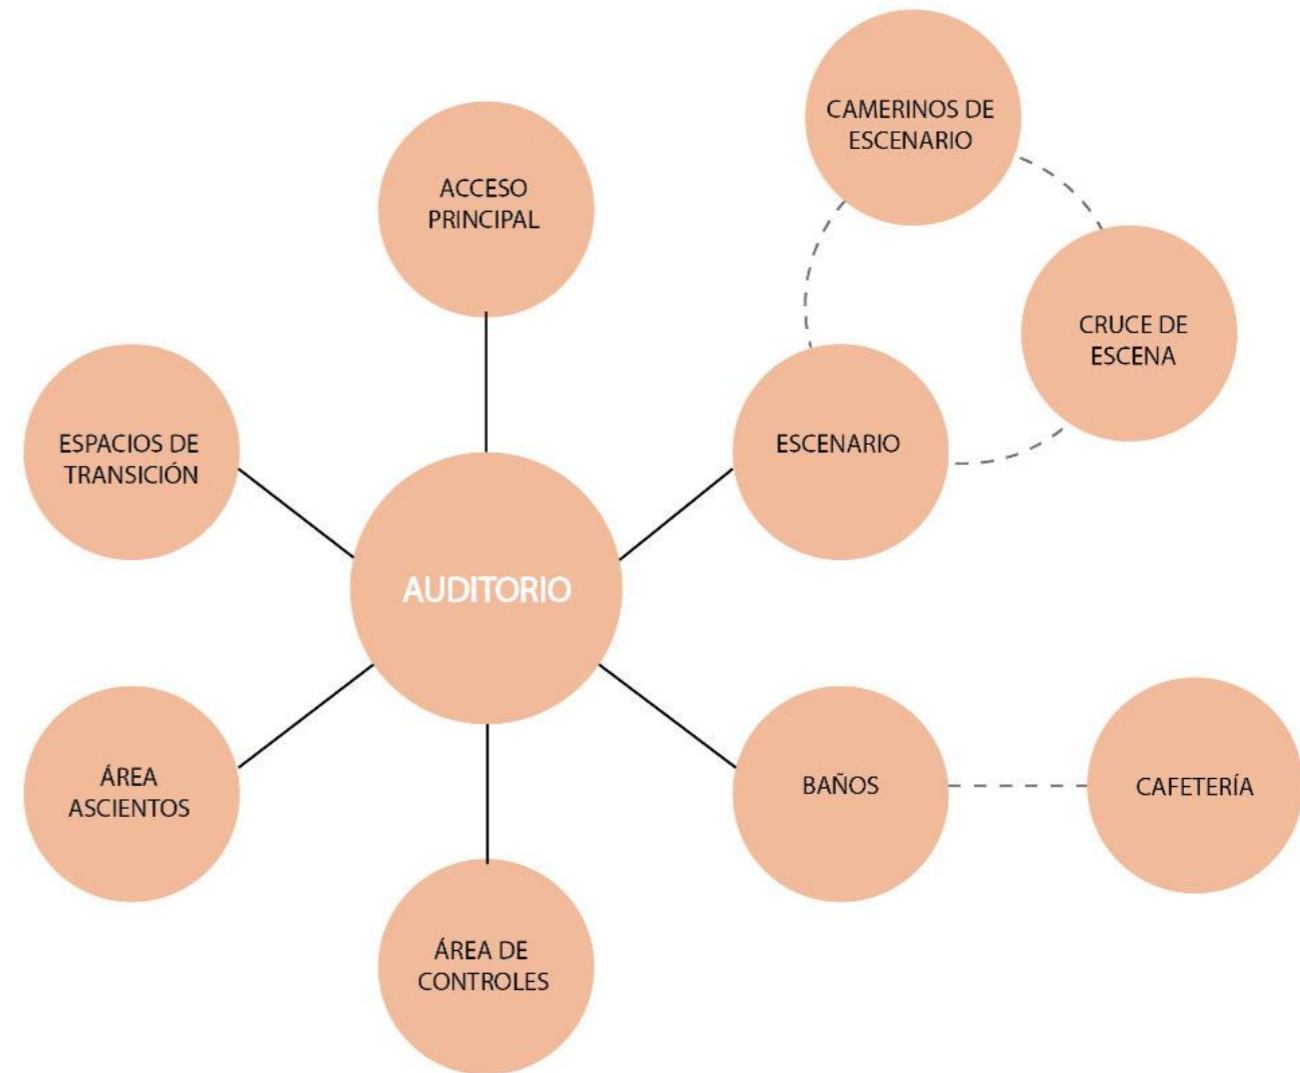 CAMERINOS DE
ESCENARIO
ACCESO
PRINCIPAL
CRUCE DE
ESCENA
ESPACIOS DE
TRANSICIÓN
ESCENARIO
AUDITORIO
ÁREA
ASCIENTOS
BAÑOS
CAFETERÍA
ÁREA DE
CONTROLES